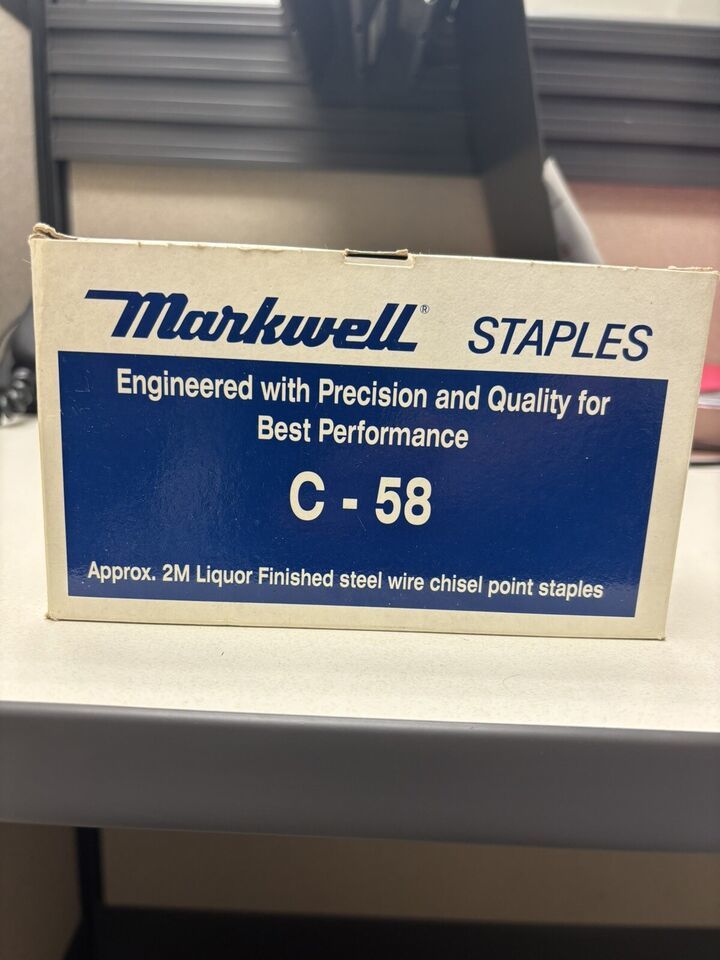 Markwell® STAPLES
Engineered with Precision and Quality for
Best Performance
C - 58
Approx. 2M Liquor Finished steel wire chisel point staples